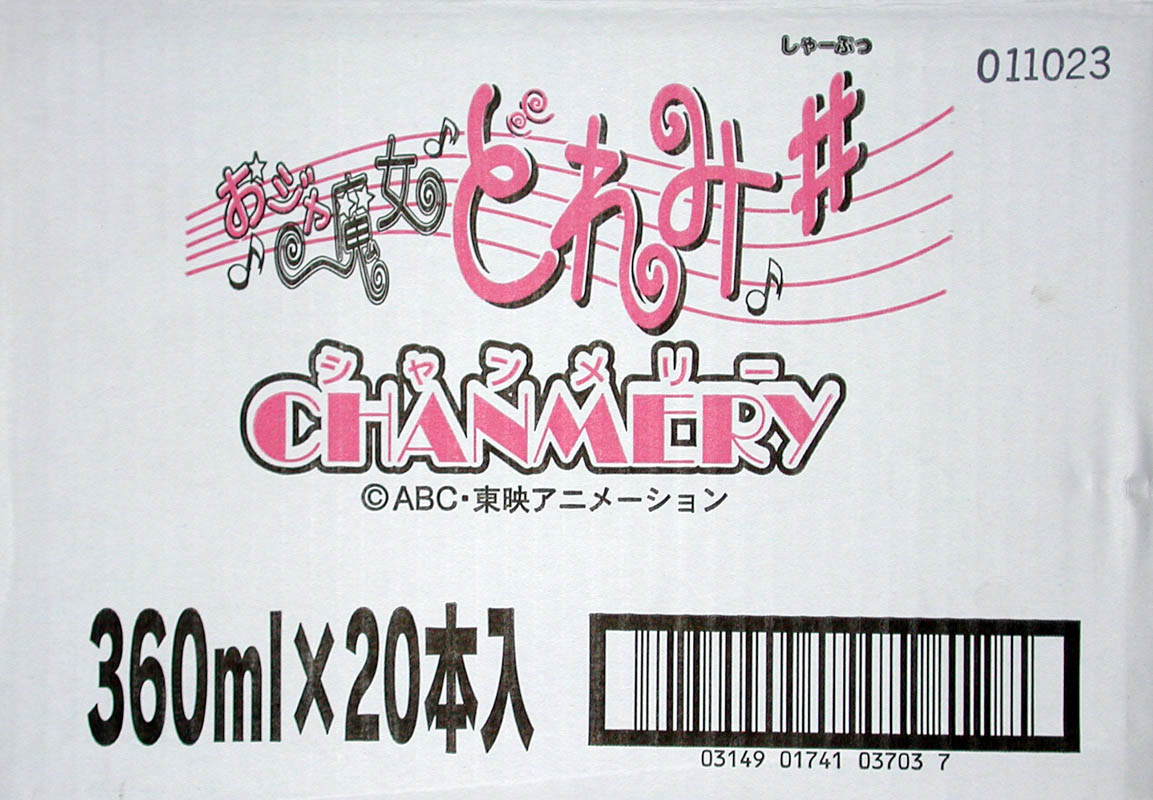 しゃーぷっ
011023
おジャ魔女どれみ#
シャンメリー
CHANMERY
©ABC・東映アニメーション
360ml×20本入
03149 01741 03703 7